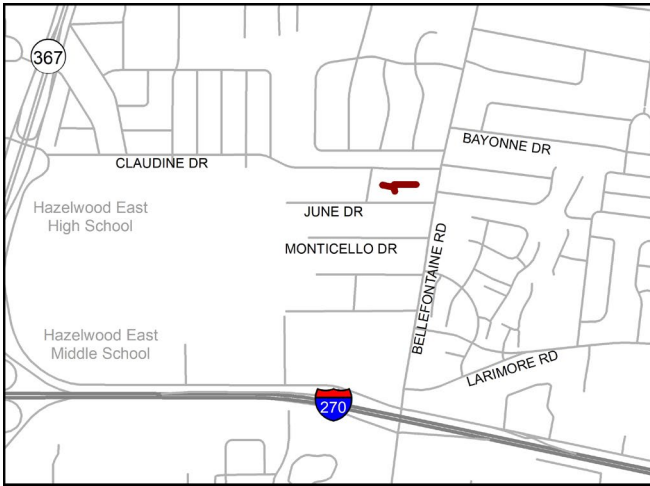 367
CLAUDINE DR
BAYONNE DR
Hazelwood East
High School
JUNE DR
MONTICELLO DR
BELLEFONTAINE RD
Hazelwood East
Middle School
LARIMORE RD
270